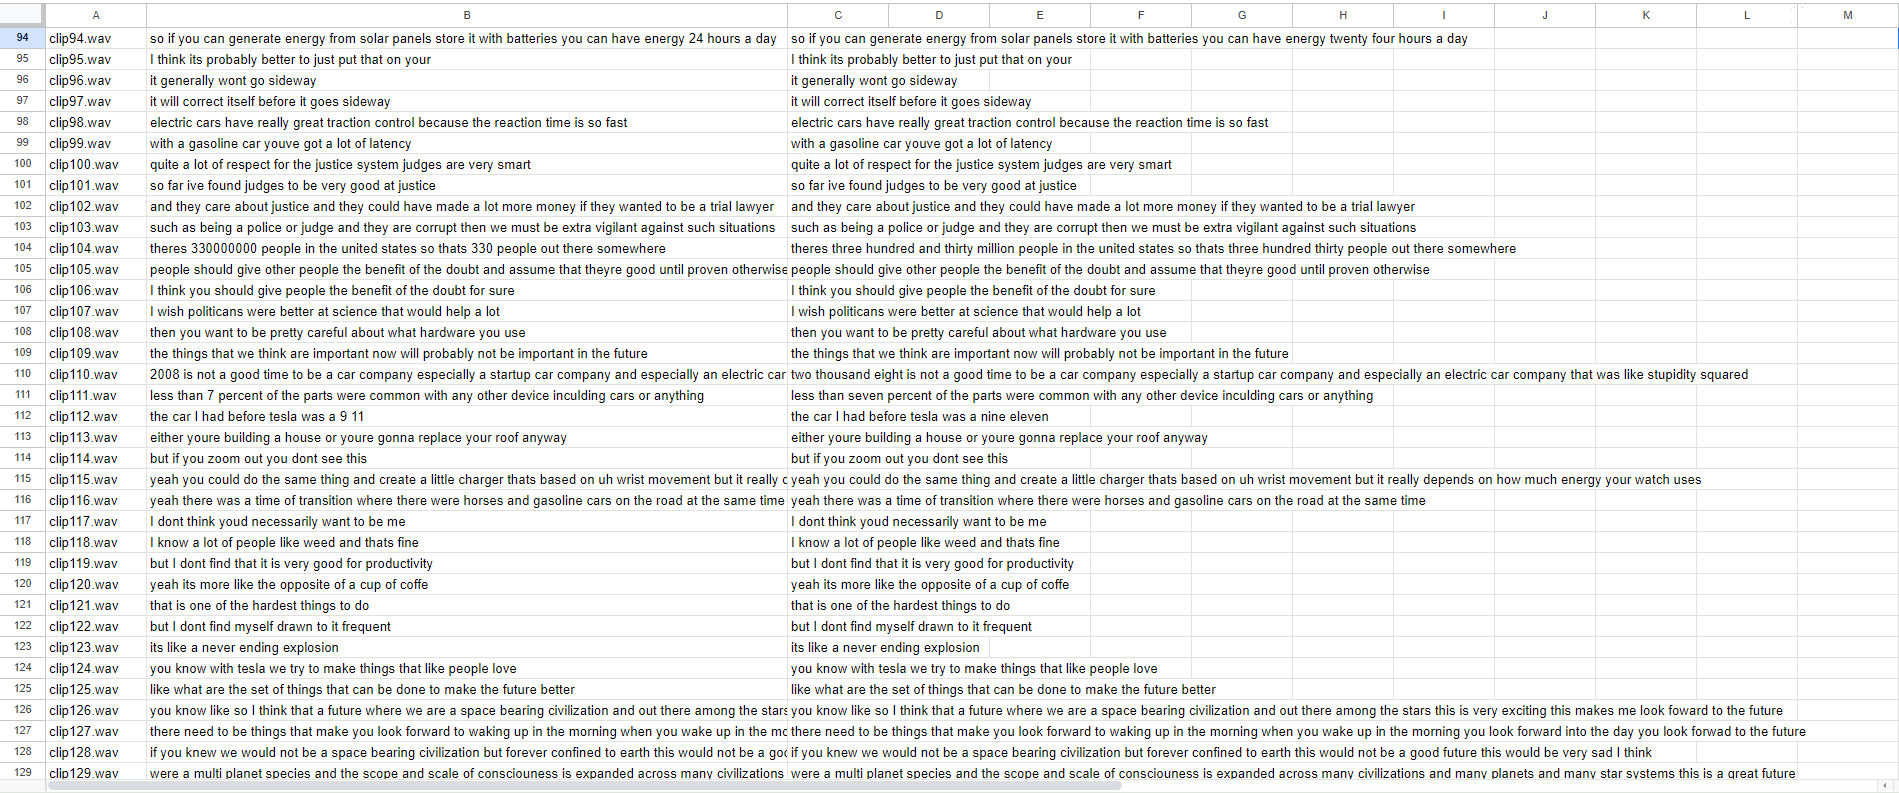 A B C D E F G H I J K L M
94 clip94.wav so if you can generate energy from solar panels store it with batteries you can have energy 24 hours a day so if you can generate energy from solar panels store it with batteries you can have energy twenty four hours a day
95 clip95.wav I think its probably better to just put that on your I think its probably better to just put that on your
96 clip96.wav it generally wont go sideway it generally wont go sideway
97 clip97.wav it will correct itself before it goes sideway it will correct itself before it goes sideway
98 clip98.wav electric cars have really great traction control because the reaction time is so fast electric cars have really great traction control because the reaction time is so fast
99 clip99.wav with a gasoline car youve got a lot of latency with a gasoline car youve got a lot of latency
100 clip100.wav quite a lot of respect for the justice system judges are very smart quite a lot of respect for the justice system judges are very smart
101 clip101.wav so far ive found judges to be very good at justice so far ive found judges to be very good at justice
102 clip102.wav and they care about justice and they could have made a lot more money if they wanted to be a trial lawyer and they care about justice and they could have made a lot more money if they wanted to be a trial lawyer
103 clip103.wav such as being a police or judge and they are corrupt then we must be extra vigilant against such situations such as being a police or judge and they are corrupt then we must be extra vigilant against such situations
104 clip104.wav theres 330000000 people in the united states so thats 330 people out there somewhere theres three hundred and thirty million people in the united states so thats three hundred thirty people out there somewhere
105 clip105.wav people should give other people the benefit of the doubt and assume that theyre good until proven otherwise people should give other people the benefit of the doubt and assume that theyre good until proven otherwise
106 clip106.wav I think you should give people the benefit of the doubt for sure I think you should give people the benefit of the doubt for sure
107 clip107.wav I wish politicans were better at science that would help a lot I wish politicans were better at science that would help a lot
108 clip108.wav then you want to be pretty careful about what hardware you use then you want to be pretty careful about what hardware you use
109 clip109.wav the things that we think are important now will probably not be important in the future the things that we think are important now will probably not be important in the future
110 clip110.wav 2008 is not a good time to be a car company especially a startup car company and especially an electric car two thousand eight is not a good time to be a car company especially a startup car company and especially an electric car company that was like stupidity squared
111 clip111.wav less than 7 percent of the parts were common with any other device inculding cars or anything less than seven percent of the parts were common with any other device inculding cars or anything
112 clip112.wav the car I had before tesla was a 9 11 the car I had before tesla was a nine eleven
113 clip113.wav either youre building a house or youre gonna replace your roof anyway either youre building a house or youre gonna replace your roof anyway
114 clip114.wav but if you zoom out you dont see this but if you zoom out you dont see this
115 clip115.wav yeah you could do the same thing and create a little charger thats based on uh wrist movement but it really yeah you could do the same thing and create a little charger thats based on uh wrist movement but it really depends on how much energy your watch uses
116 clip116.wav yeah there was a time of transition where there were horses and gasoline cars on the road at the same time yeah there was a time of transition where there were horses and gasoline cars on the road at the same time
117 clip117.wav I dont think youd necessarily want to be me I dont think youd necessarily want to be me
118 clip118.wav I know a lot of people like weed and thats fine I know a lot of people like weed and thats fine
119 clip119.wav but I dont find that it is very good for productivity but I dont find that it is very good for productivity
120 clip120.wav yeah its more like the opposite of a cup of coffe yeah its more like the opposite of a cup of coffe
121 clip121.wav that is one of the hardest things to do that is one of the hardest things to do
122 clip122.wav but I dont find myself drawn to it frequent but I dont find myself drawn to it frequent
123 clip123.wav its like a never ending explosion its like a never ending explosion
124 clip124.wav you know with tesla we try to make things that like people love you know with tesla we try to make things that like people love
125 clip125.wav like what are the set of things that can be done to make the future better like what are the set of things that can be done to make the future better
126 clip126.wav you know like so I think that a future where we are a space bearing civilization and out there among the stars you know like so I think that a future where we are a space bearing civilization and out there among the stars this is very exciting this makes me look foward to the future
127 clip127.wav there need to be things that make you look forward to waking up in the morning when you wake up in the mo there need to be things that make you look forward to waking up in the morning when you wake up in the morning you look forward into the day you look forwad to the future
128 clip128.wav if you knew we would not be a space bearing civilization but forever confined to earth this would not be a goo if you knew we would not be a space bearing civilization but forever confined to earth this would not be a good future this would be very sad I think
129 clip129.wav were a multi planet species and the scope and scale of consciouness is expanded across many civilizations were a multi planet species and the scope and scale of consciouness is expanded across many civilizations and many planets and many star systems this is a great future